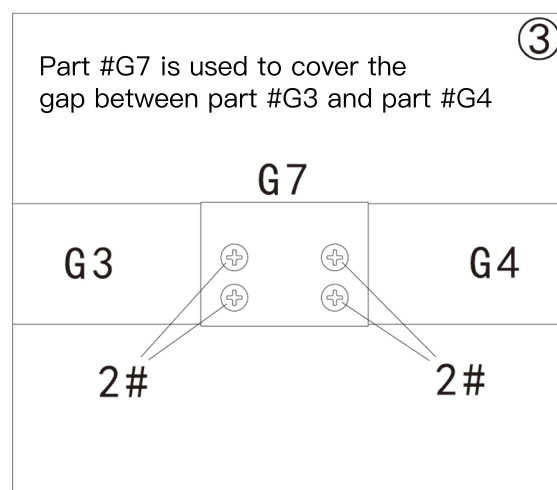 ③
Part #G7 is used to cover the
gap between part #G3 and part #G4
G7
G3
G4
2#
2#